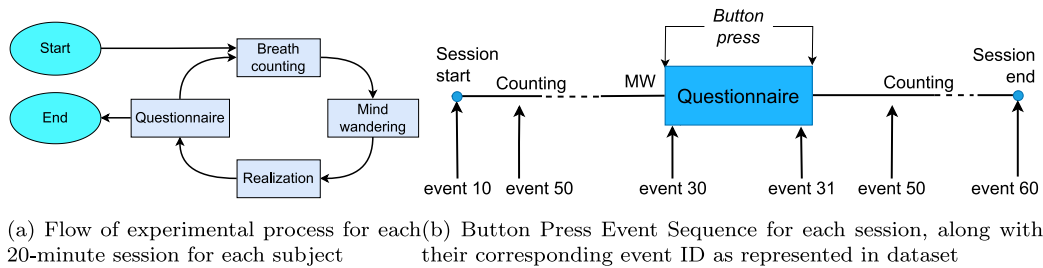 Start
Breath
counting
End
Questionnaire
Mind
wandering
Realization
Button
press
Session
start
Counting
MW
Questionnaire
Counting
Session
end
event 10
event 50
event 30
event 31
event 50
event 60
(a) Flow of experimental process for each
20-minute session for each subject
(b) Button Press Event Sequence for each session, along with
their corresponding event ID as represented in dataset